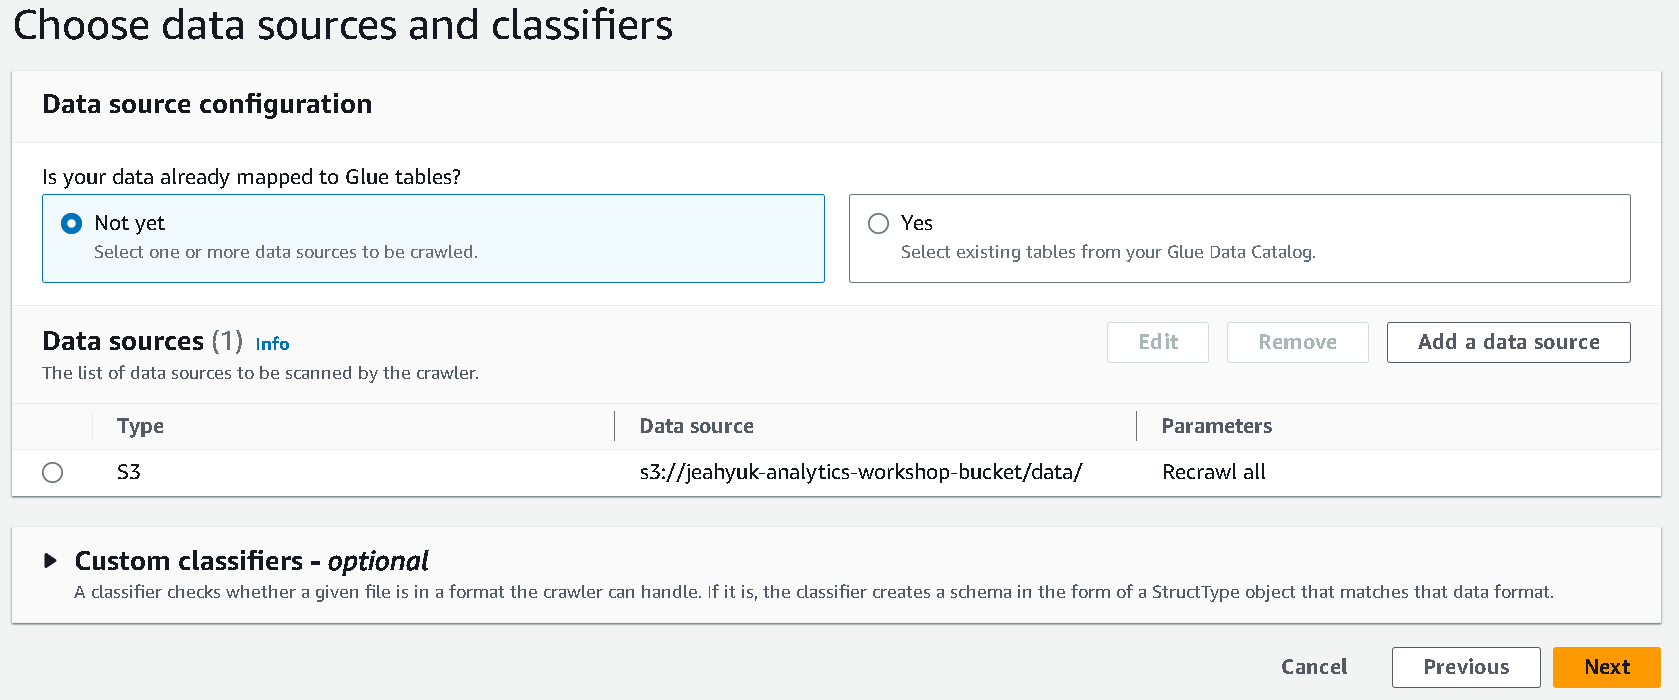 Choose data sources and classifiers
Data source configuration
Is your data already mapped to Glue tables?
Not yet
Select one or more data sources to be crawled.
Yes
Select existing tables from your Glue Data Catalog.
Data sources (1) Info
The list of data sources to be scanned by the crawler.
Edit Remove Add a data source
Type Data source Parameters
S3 s3://jeahyuk-analytics-workshop-bucket/data/ Recrawl all
Custom classifiers - optional
A classifier checks whether a given file is in a format the crawler can handle. If it is, the classifier creates a schema in the form of a StructType object that matches that data format.
Cancel Previous Next